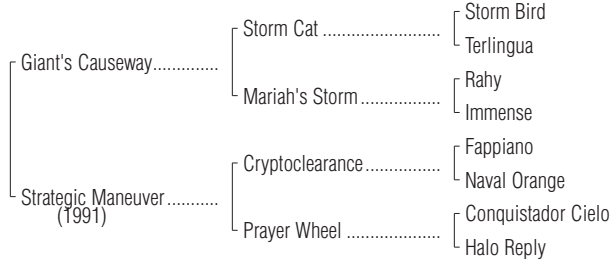 Storm Bird
Storm Cat ...........................
Terlingua
Giant's Causeway...............
Rahy
Mariah's Storm ..................
Immense
Fappiano
Cryptoclearance.................
Naval Orange
Strategic Maneuver ............
(1991)
Conquistador Cielo
Prayer Wheel .....................
Halo Reply